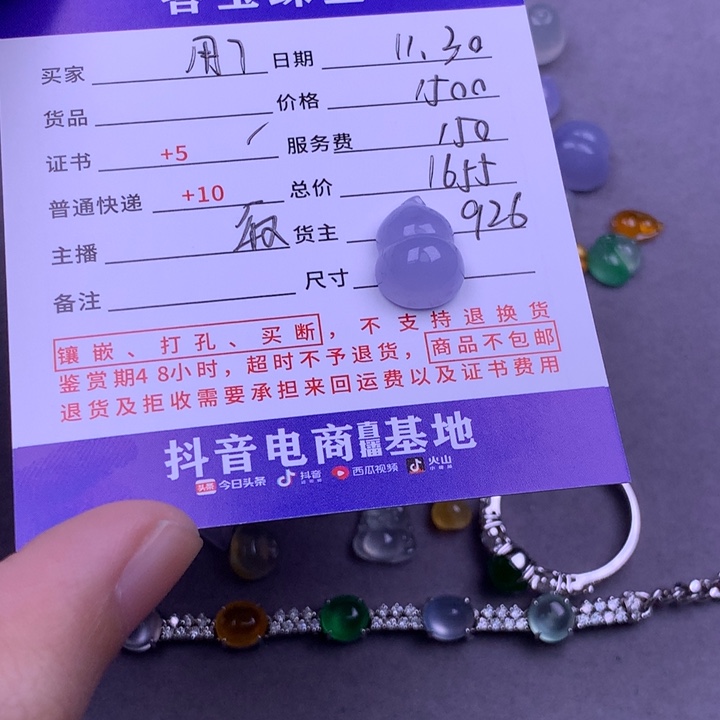 买家 用了 日期 11.30
货品 价格 1500
证书 +5 服务费 150
普通快递 +10 总价 1655
主播 货主 926
备注 尺寸
镶嵌、打孔、买断，不支持退换货
鉴赏期48小时，超时不予退货，商品不包邮
退货及拒收需要承担来回运费以及证书费用
抖音电商直播基地
头条 今日头条 抖音 西瓜视频 火山